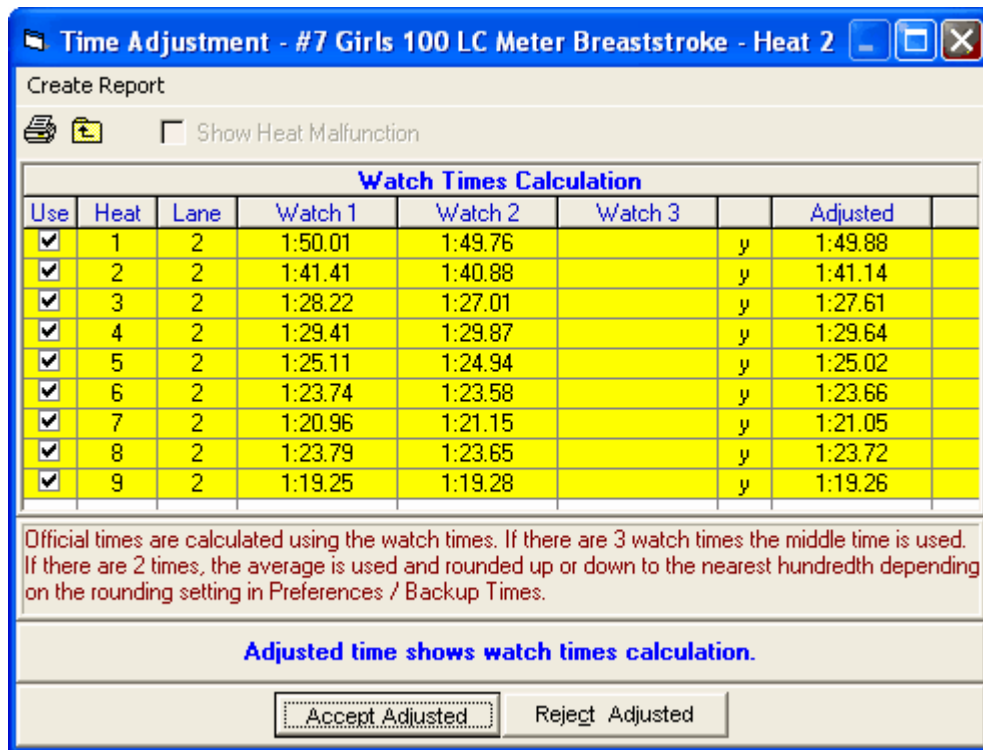 Time Adjustment - #7 Girls 100 LC Meter Breaststroke - Heat 2
Create Report
Show Heat Malfunction
Watch Times Calculation
Use Heat Lane Watch 1 Watch 2 Watch 3 Adjusted
1 2 1:50.01 1:49.76 y 1:49.88
2 2 1:41.41 1:40.88 y 1:41.14
3 2 1:28.22 1:27.01 y 1:27.61
4 2 1:29.41 1:29.87 y 1:29.64
5 2 1:25.11 1:24.94 y 1:25.02
6 2 1:23.74 1:23.58 y 1:23.66
7 2 1:20.96 1:21.15 y 1:21.05
8 2 1:23.79 1:23.65 y 1:23.72
9 2 1:19.25 1:19.28 y 1:19.26
Official times are calculated using the watch times. If there are 3 watch times the middle time is used.
If there are 2 times, the average is used and rounded up or down to the nearest hundredth depending
on the rounding setting in Preferences / Backup Times.
Adjusted time shows watch times calculation.
Accept Adjusted Reject Adjusted